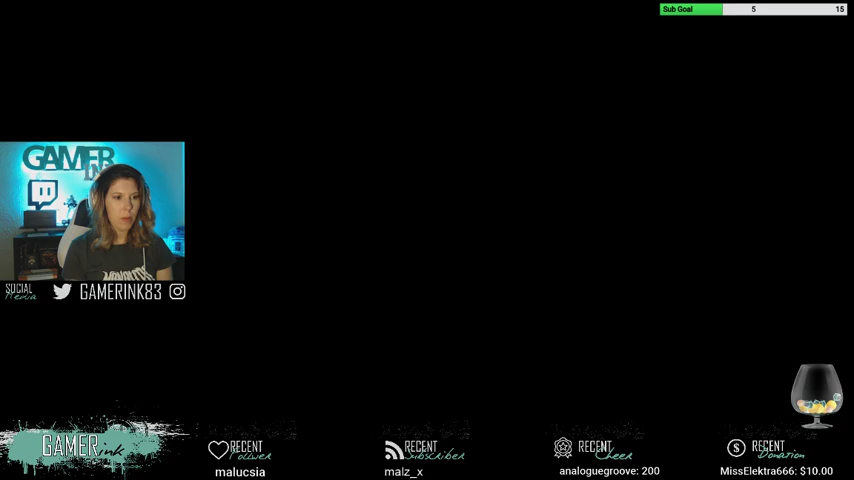 Sub Goal 5 15
GAMER
INK
SOCIAL
Media
GAMERINK83
GAMER ink
RECENT
Follower
malucsia
RECENT
Subscriber
malz_x
RECENT
Cheer
analoguegroove: 200
RECENT
Donation
MissElektra666: $10.00